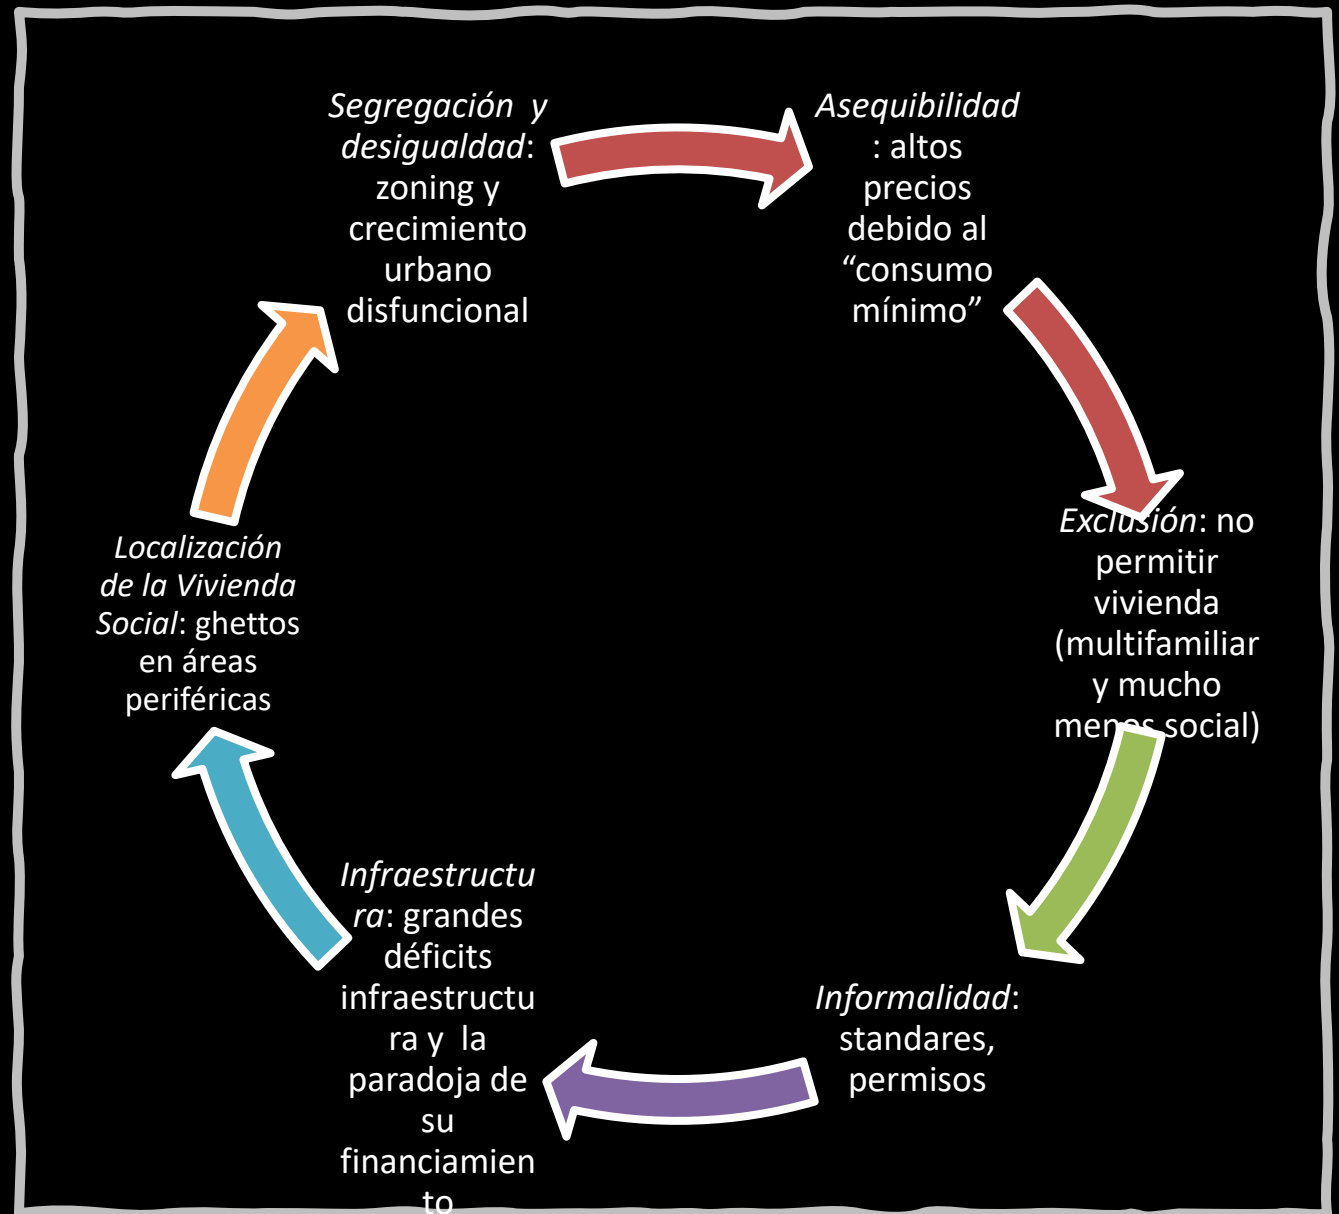 Segregación y
desigualdad:
zoning y
crecimiento
urbano
disfuncional
Asequibilidad
: altos
precios
debido al
“consumo
mínimo”
Exclusión: no
permitir
vivienda
(multifamiliar
y mucho
menos social)
Informalidad:
standares,
permisos
Infraestructu
ra: grandes
déficits
infraestructu
ra y la
paradoja de
su
financiamien
to
Localización
de la Vivienda
Social: ghettos
en áreas
periféricas